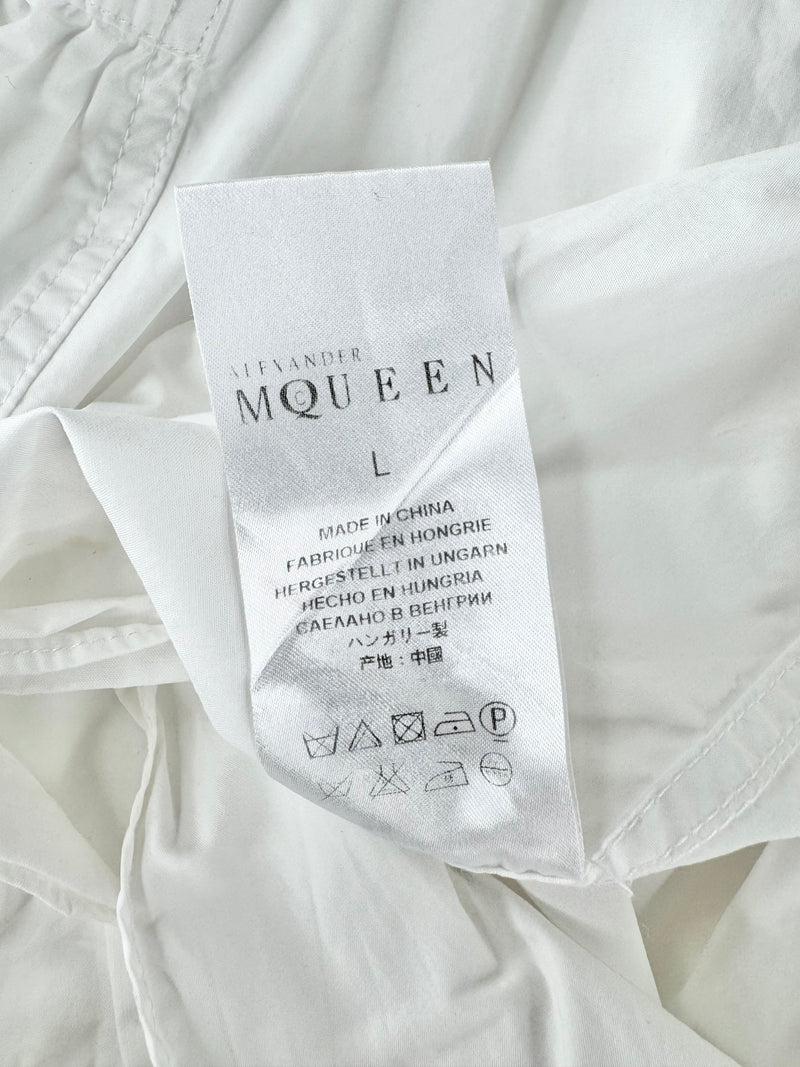 ALEXANDER
MCQUEEN
L
MADE IN CHINA
FABRIQUE EN HONGRIE
HERGESTELLT IN UNGARN
HECHO EN HUNGRIA
CАЕЛАНО В ВЕНГРИИ
ハンガリー製
产地:中國
P